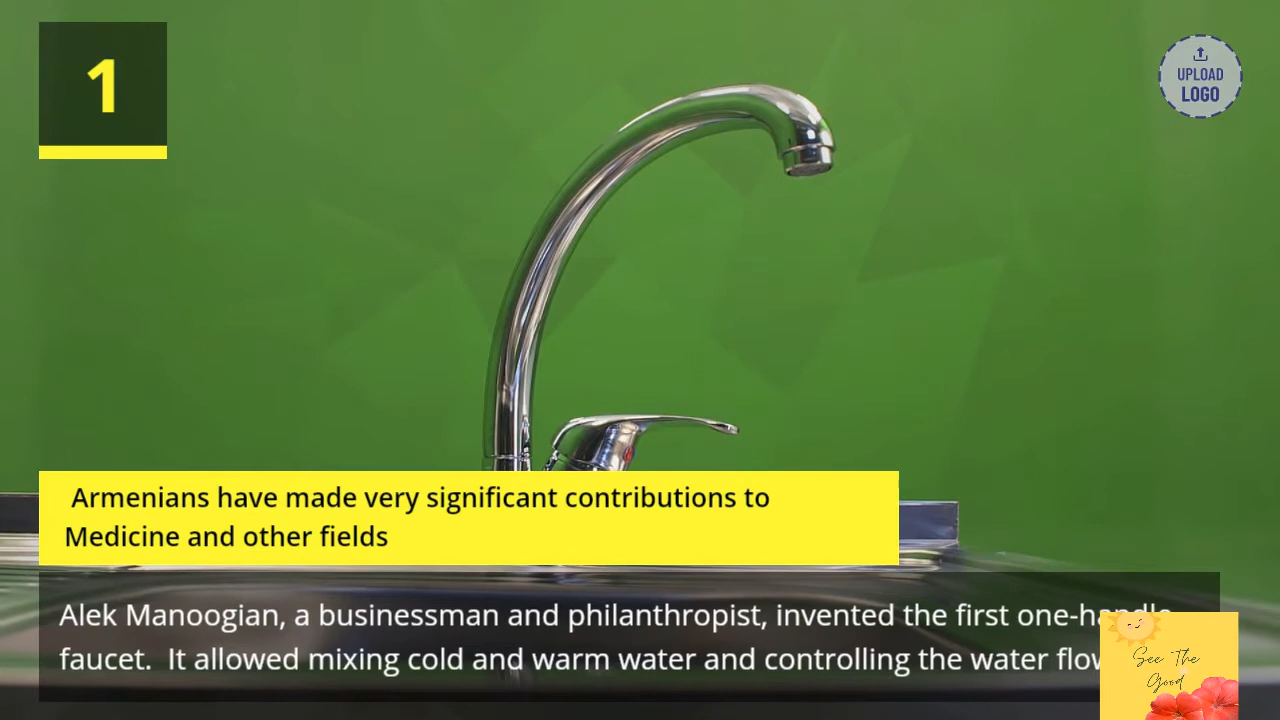 1
UPLOAD
LOGO
Armenians have made very significant contributions to
Medicine and other fields
Alek Manoogian, a businessman and philanthropist, invented the first
faucet. It allowed mixing cold and warm water and controlling the water
See The
Good